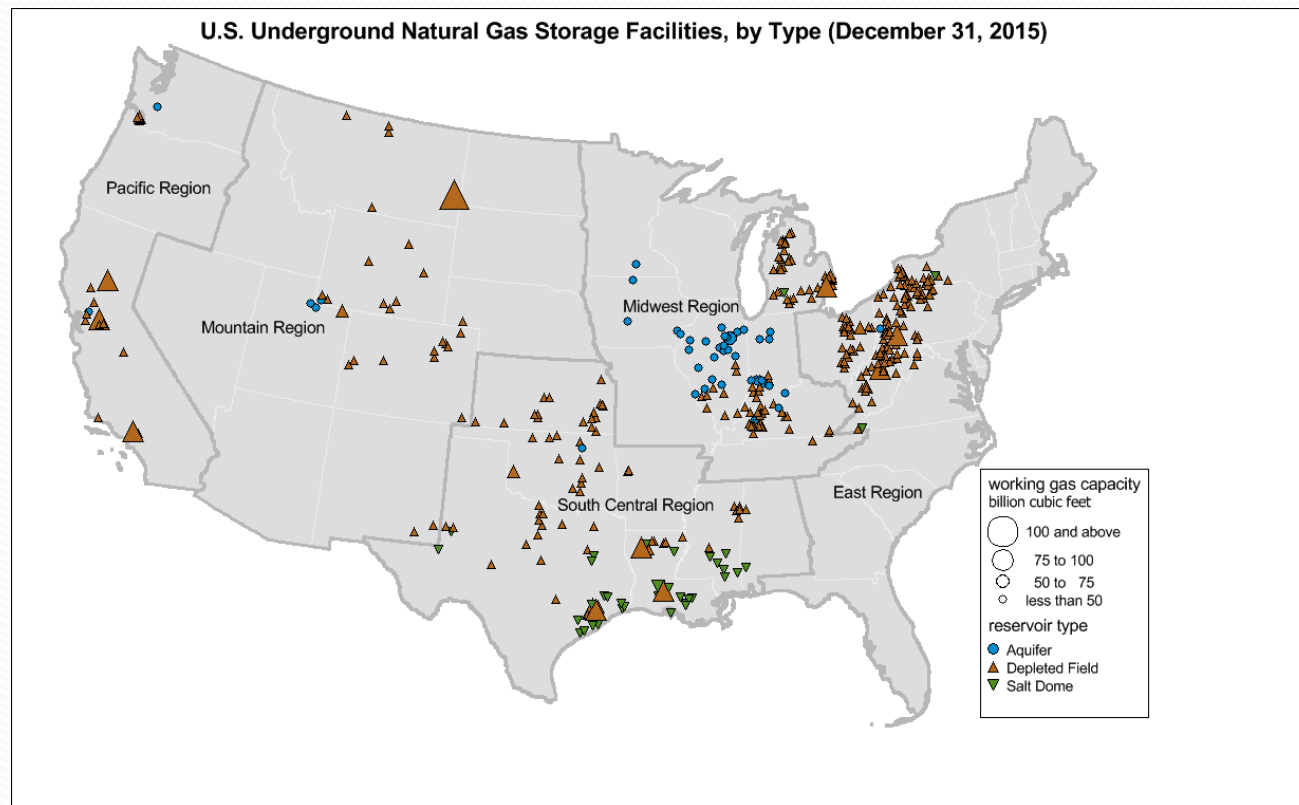 U.S. Underground Natural Gas Storage Facilities, by Type (December 31, 2015)
Pacific Region
Mountain Region
Midwest Region
South Central Region
East Region
working gas capacity
billion cubic feet
100 and above
75 to 100
50 to 75
less than 50
reservoir type
Aquifer
Depleted Field
Salt Dome